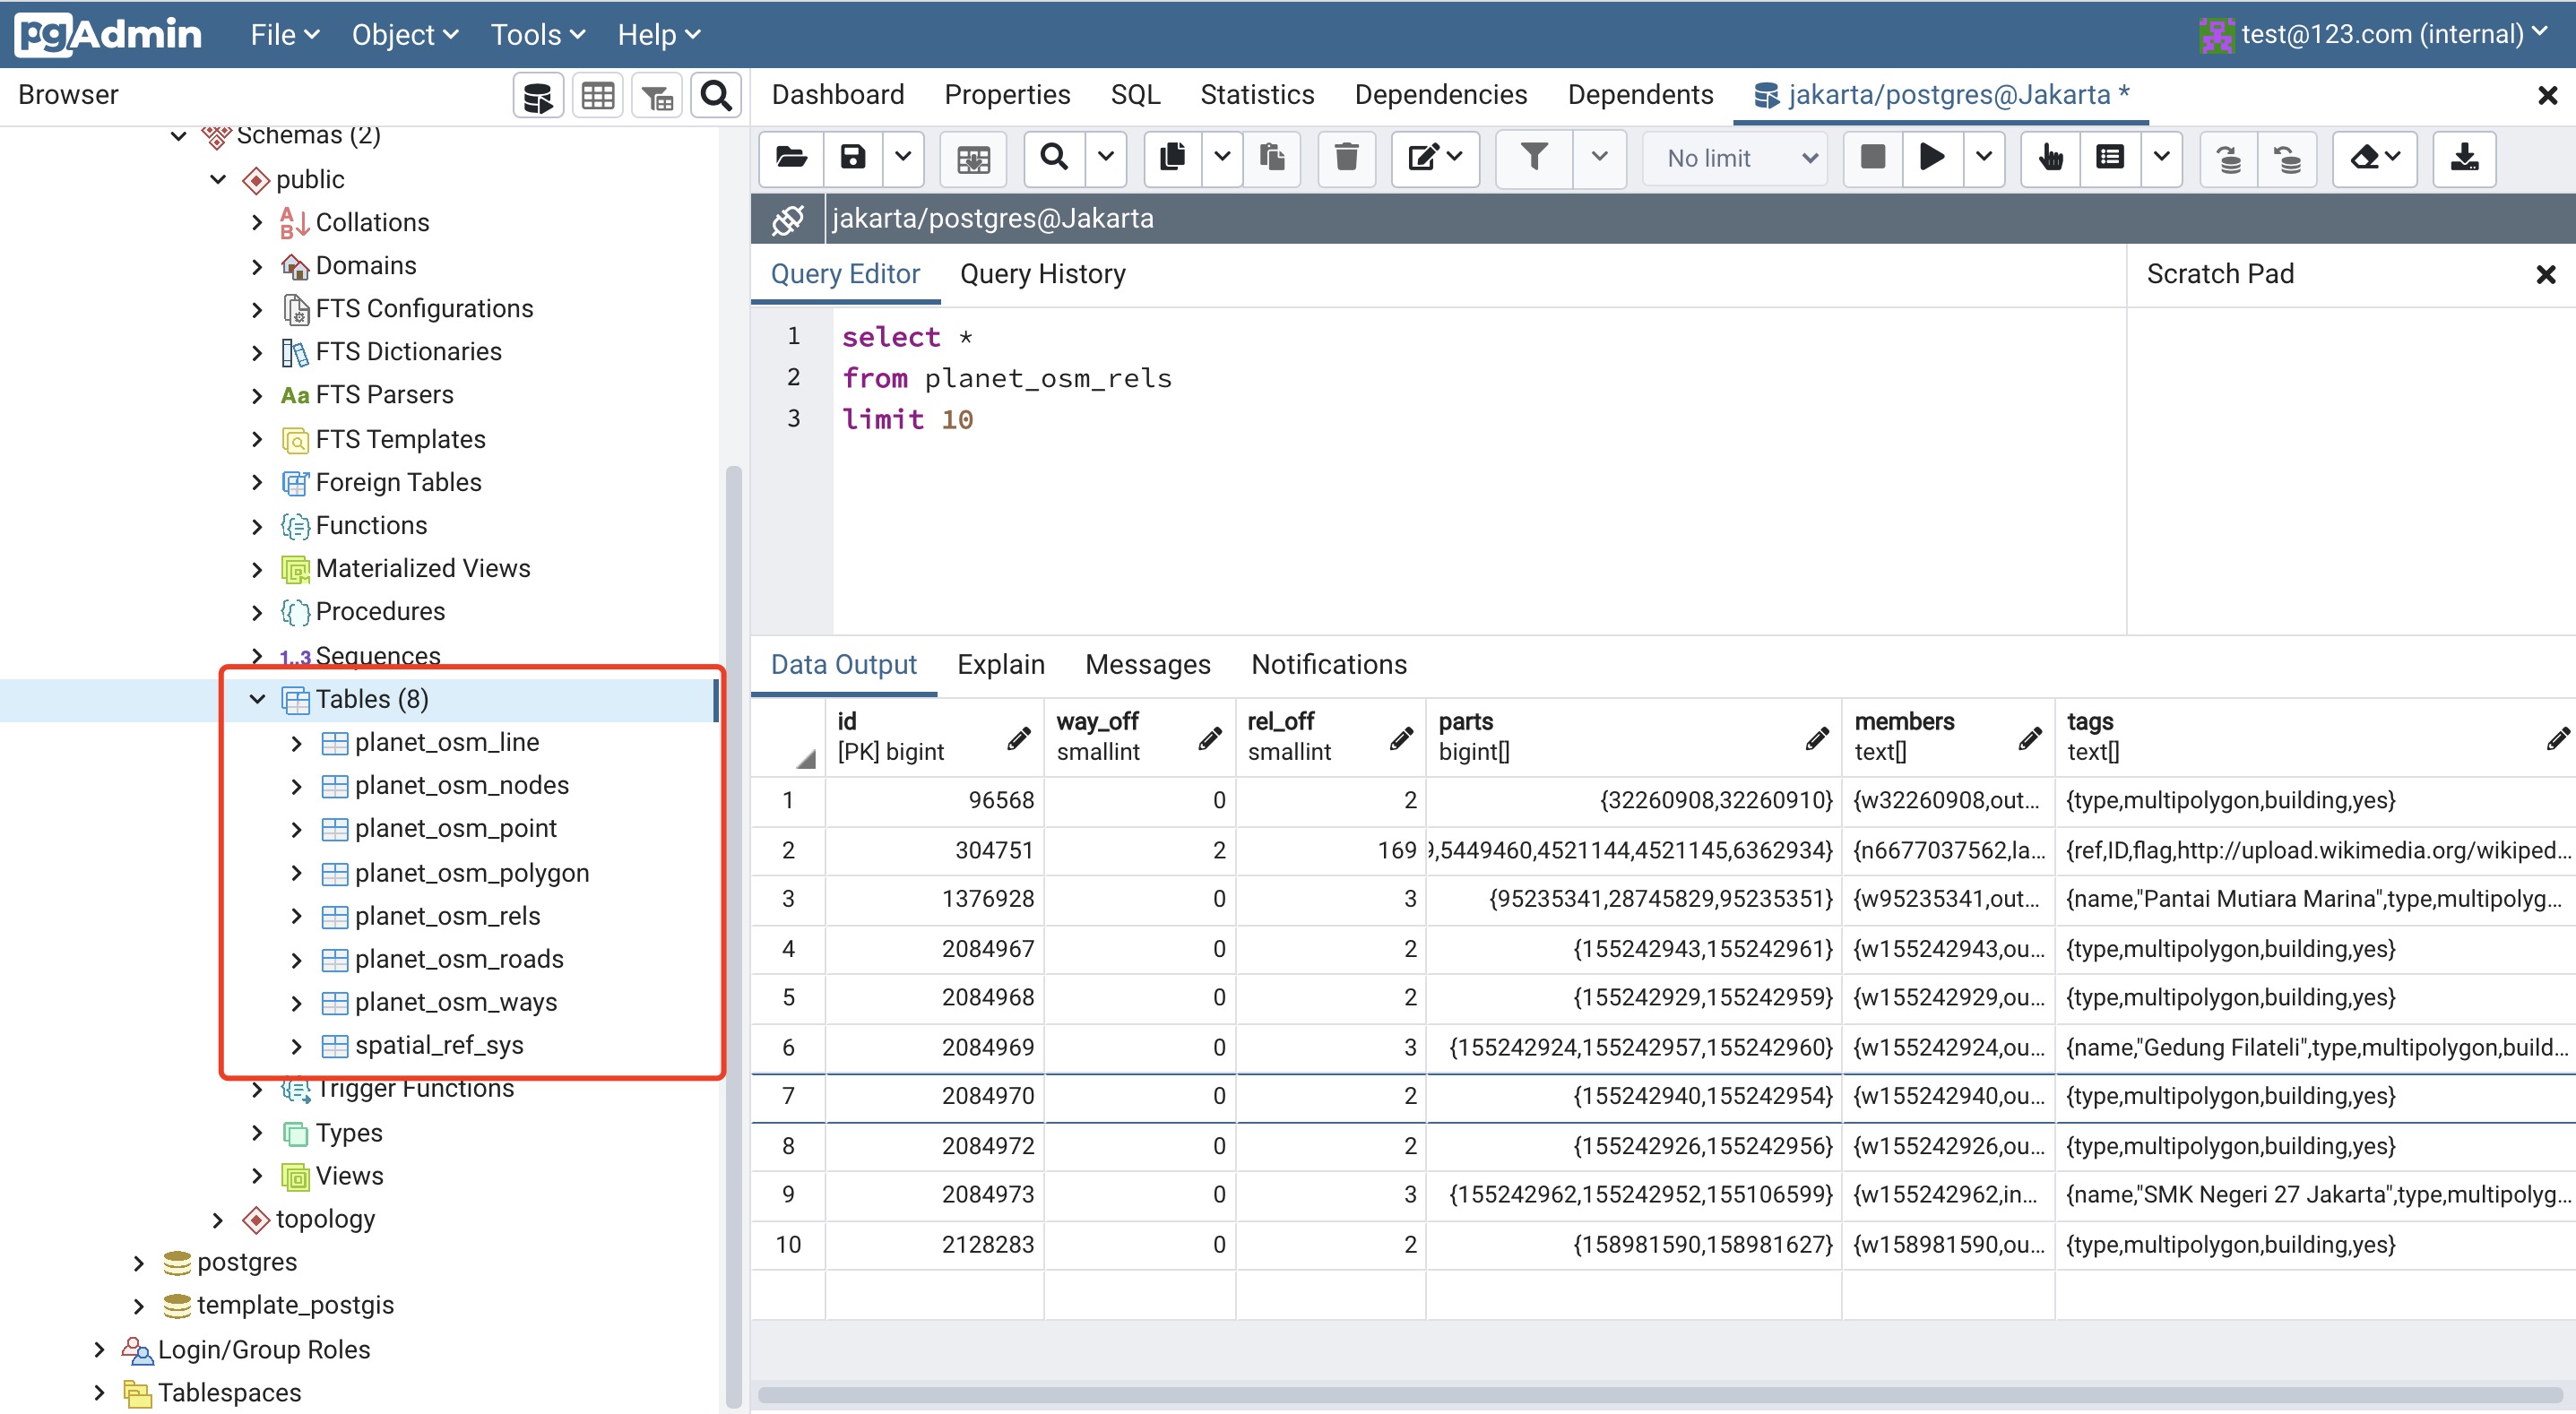 pgAdmin File Object Tools Help test@123.com (internal)
Browser
Dashboard Properties SQL Statistics Dependencies Dependents jakarta/postgres@Jakarta *
No limit
jakarta/postgres@Jakarta
Schemas (2)
public
Collations
Domains
FTS Configurations
FTS Dictionaries
Aa FTS Parsers
FTS Templates
Foreign Tables
Functions
Materialized Views
Procedures
1..3 Sequences
Tables (8)
planet_osm_line
planet_osm_nodes
planet_osm_point
planet_osm_polygon
planet_osm_rels
planet_osm_roads
planet_osm_ways
spatial_ref_sys
Trigger Functions
Types
Views
topology
postgres
template_postgis
Login/Group Roles
Tablespaces
Query Editor Query History
Scratch Pad
1 select *
2 from planet_osm_rels
3 limit 10
Data Output Explain Messages Notifications
id way_off rel_off parts members tags
[PK] bigint smallint smallint bigint[] text[] text[]
1 96568 0 2 {32260908,32260910} {w32260908,out... {type,multipolygon,building,yes}
2 304751 2 169 9,5449460,4521144,4521145,6362934} {n6677037562,la... {ref,ID,flag,http://upload.wikimedia.org/wikiped...
3 1376928 0 3 {95235341,28745829,95235351} {w95235341,out... {name,"Pantai Mutiara Marina",type,multipolyg...
4 2084967 0 2 {155242943,155242961} {w155242943,ou... {type,multipolygon,building,yes}
5 2084968 0 2 {155242929,155242959} {w155242929,ou... {type,multipolygon,building,yes}
6 2084969 0 3 {155242924,155242957,155242960} {w155242924,ou... {name,"Gedung Filateli",type,multipolygon,build...
7 2084970 0 2 {155242940,155242954} {w155242940,ou... {type,multipolygon,building,yes}
8 2084972 0 2 {155242926,155242956} {w155242926,ou... {type,multipolygon,building,yes}
9 2084973 0 3 {155242962,155242952,155106599} {w155242962,in... {name,"SMK Negeri 27 Jakarta",type,multipolyg...
10 2128283 0 2 {158981590,158981627} {w158981590,ou... {type,multipolygon,building,yes}